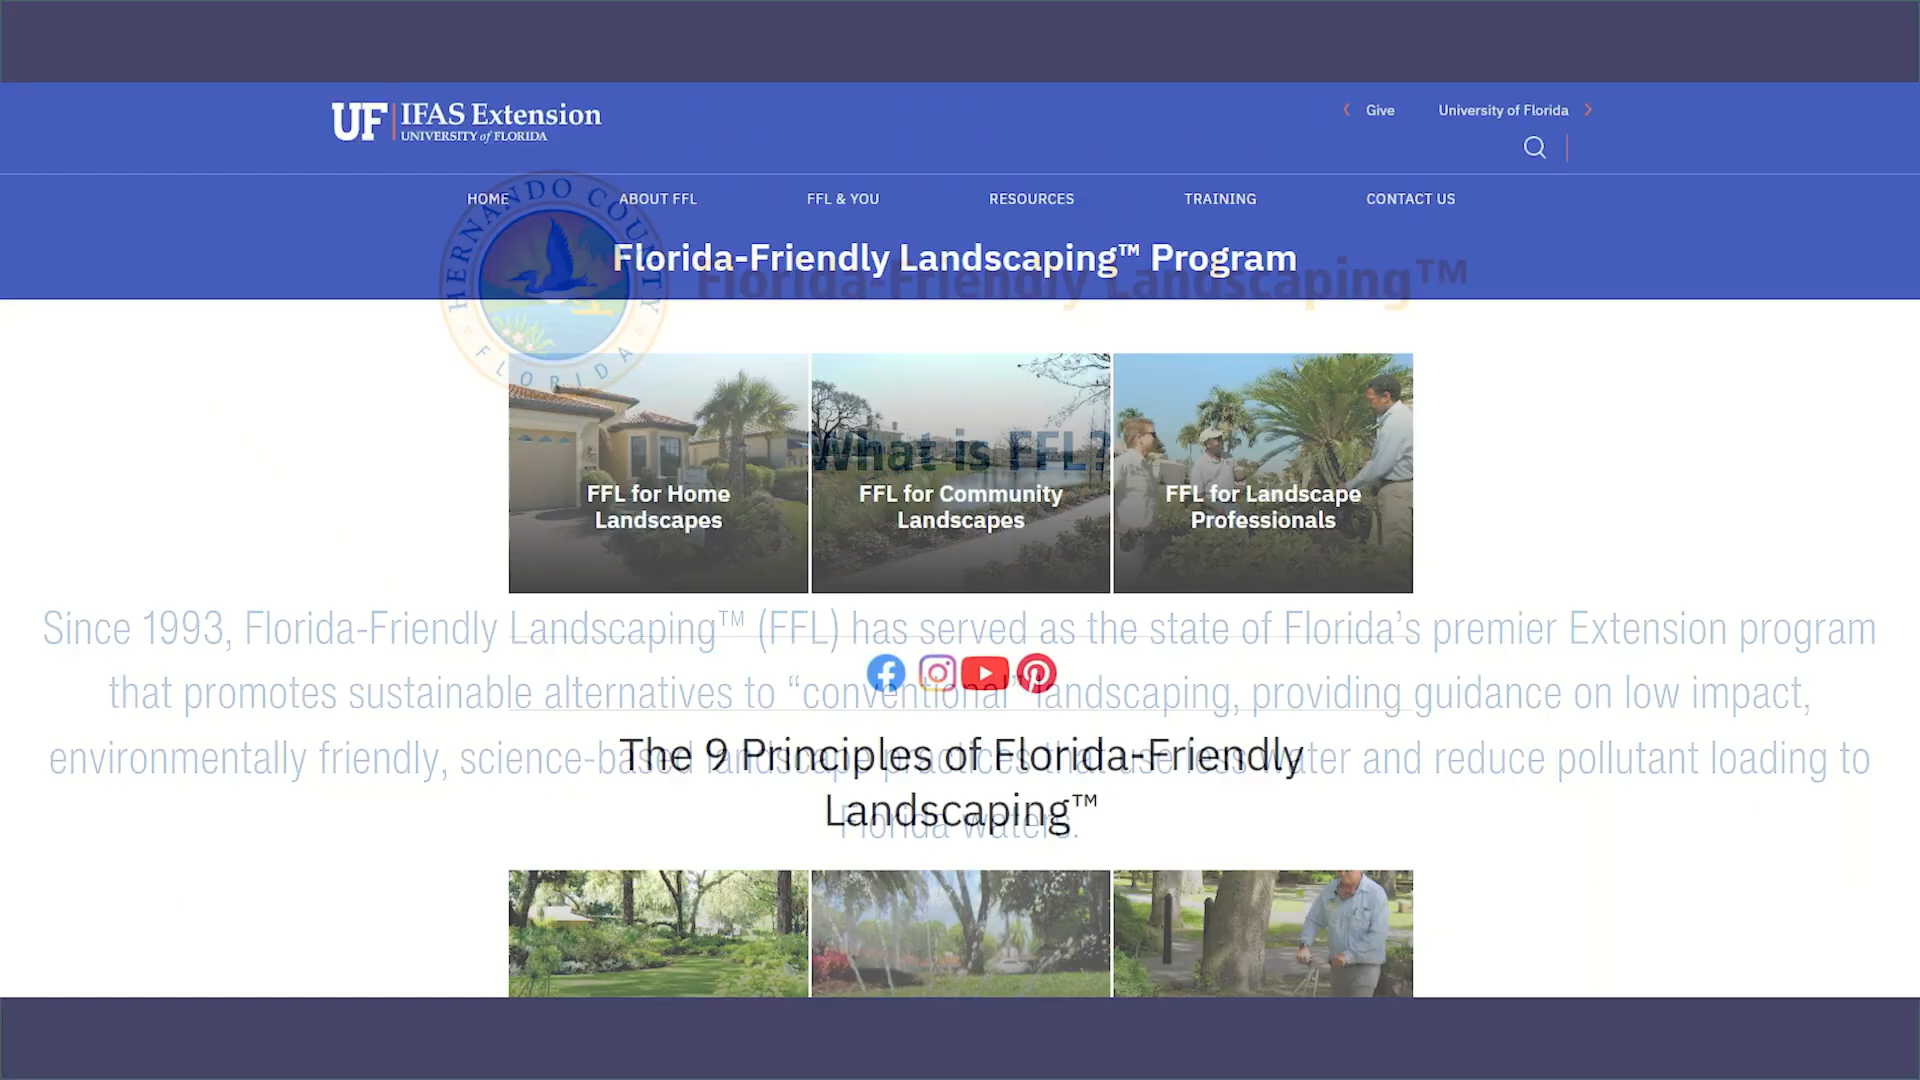 UF IFAS Extension
UNIVERSITY of FLORIDA
Give
University of Florida
HOME
ABOUT FFL
FFL & YOU
RESOURCES
TRAINING
CONTACT US
HERNANDO COUNTY
FLORIDA
Florida-Friendly Landscaping™ Program
Florida-Friendly Landscaping™
What is FFL?
FFL for Home
Landscapes
FFL for Community
Landscapes
FFL for Landscape
Professionals
Since 1993, Florida-Friendly Landscaping™ (FFL) has served as the state of Florida's premier Extension program
that promotes sustainable alternatives to “conventional” landscaping, providing guidance on low impact,
environmentally friendly, science-based landscape practices that use less water and reduce pollutant loading to
Florida waters.
The 9 Principles of Florida-Friendly
Landscaping™